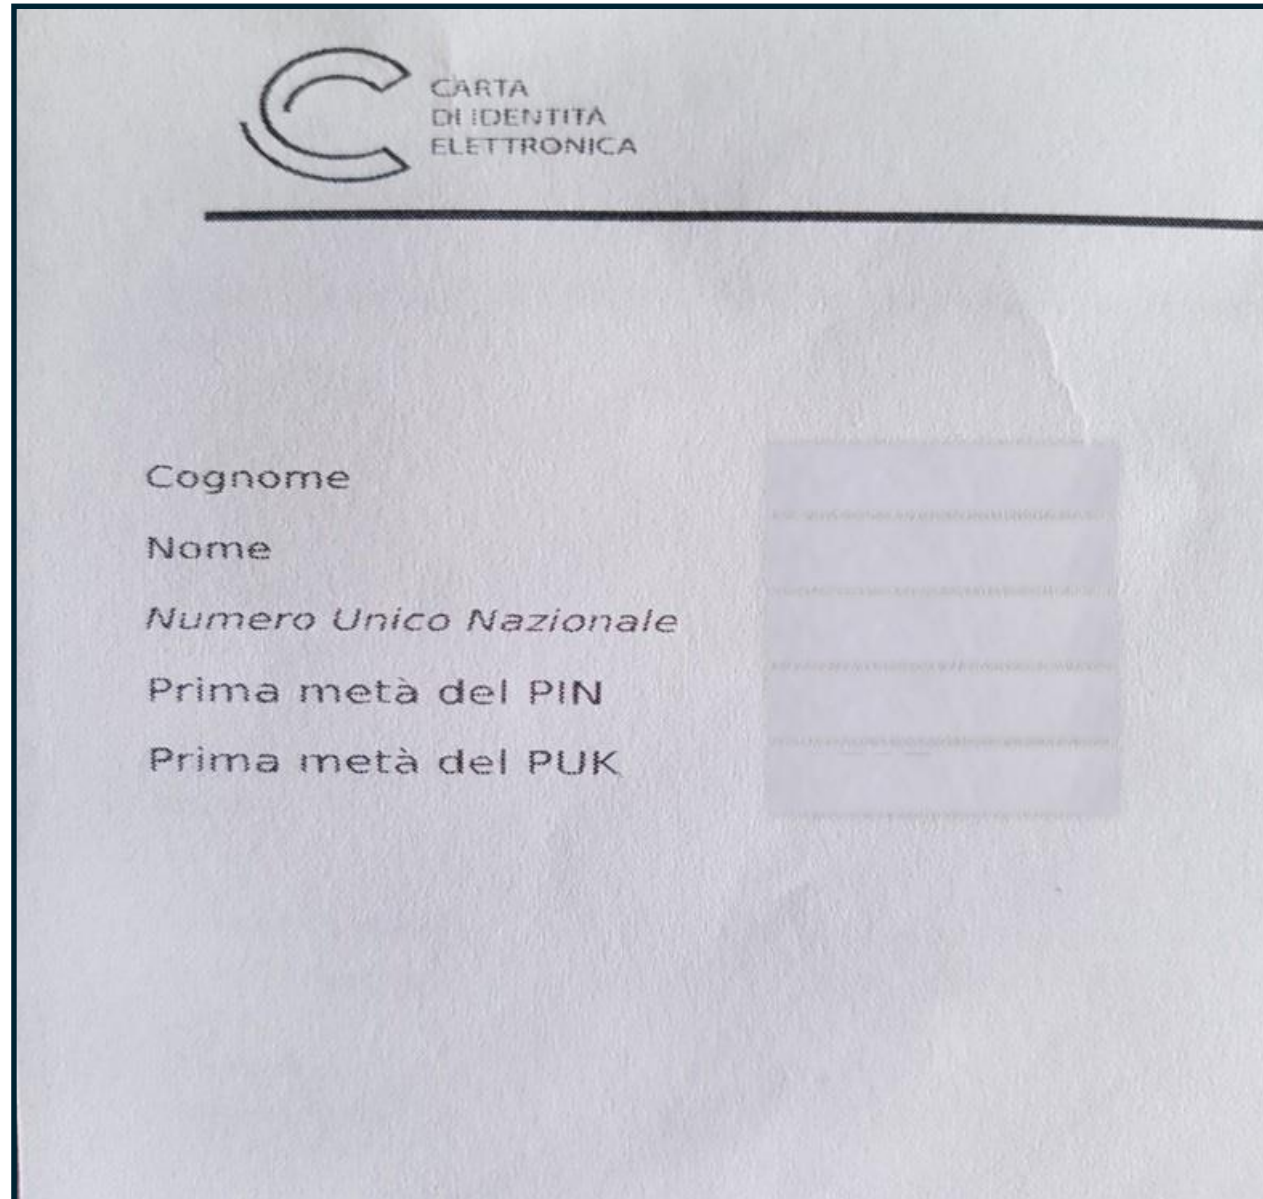 CARTA
DI IDENTITÀ
ELETTRONICA
Cognome
Nome
Numero Unico Nazionale
Prima metà del PIN
Prima metà del PUK